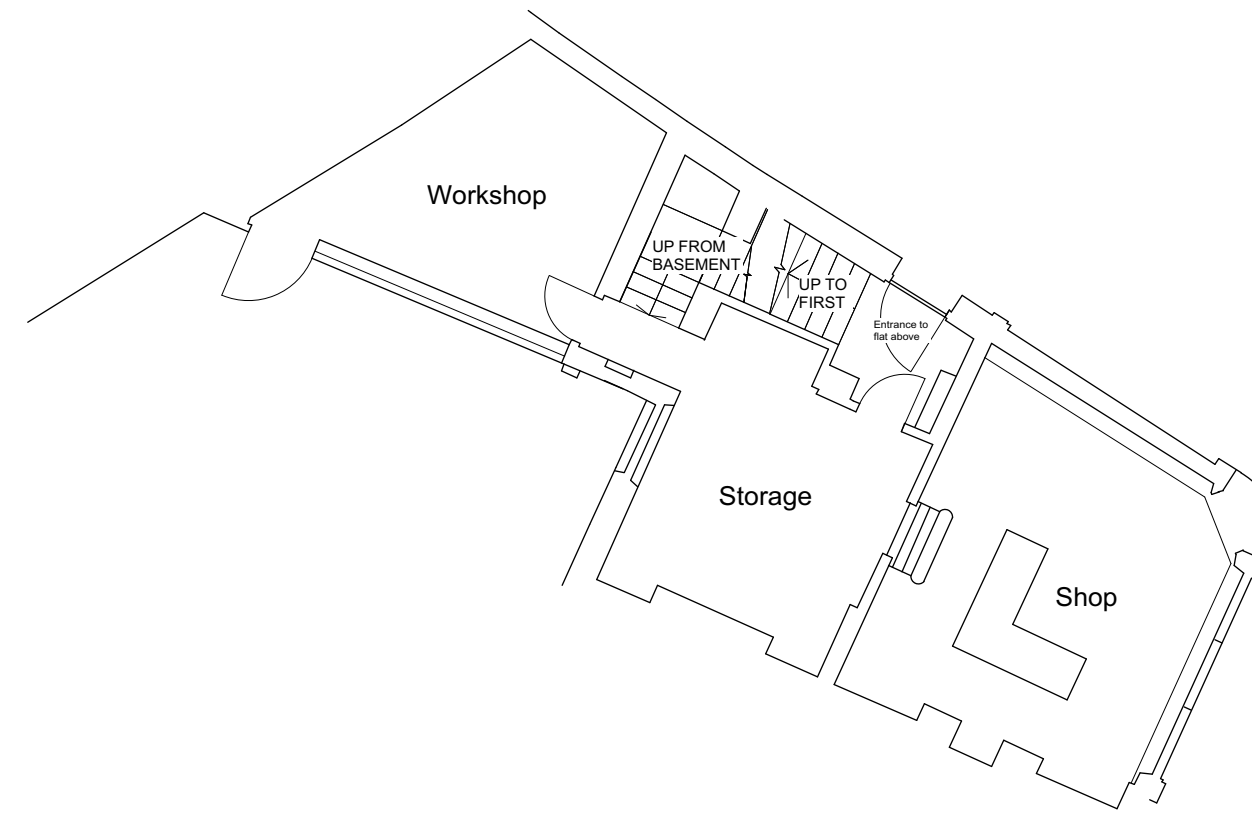 Workshop
UP FROM
BASEMENT
UP TO
FIRST
Entrance to
flat above
Storage
Shop